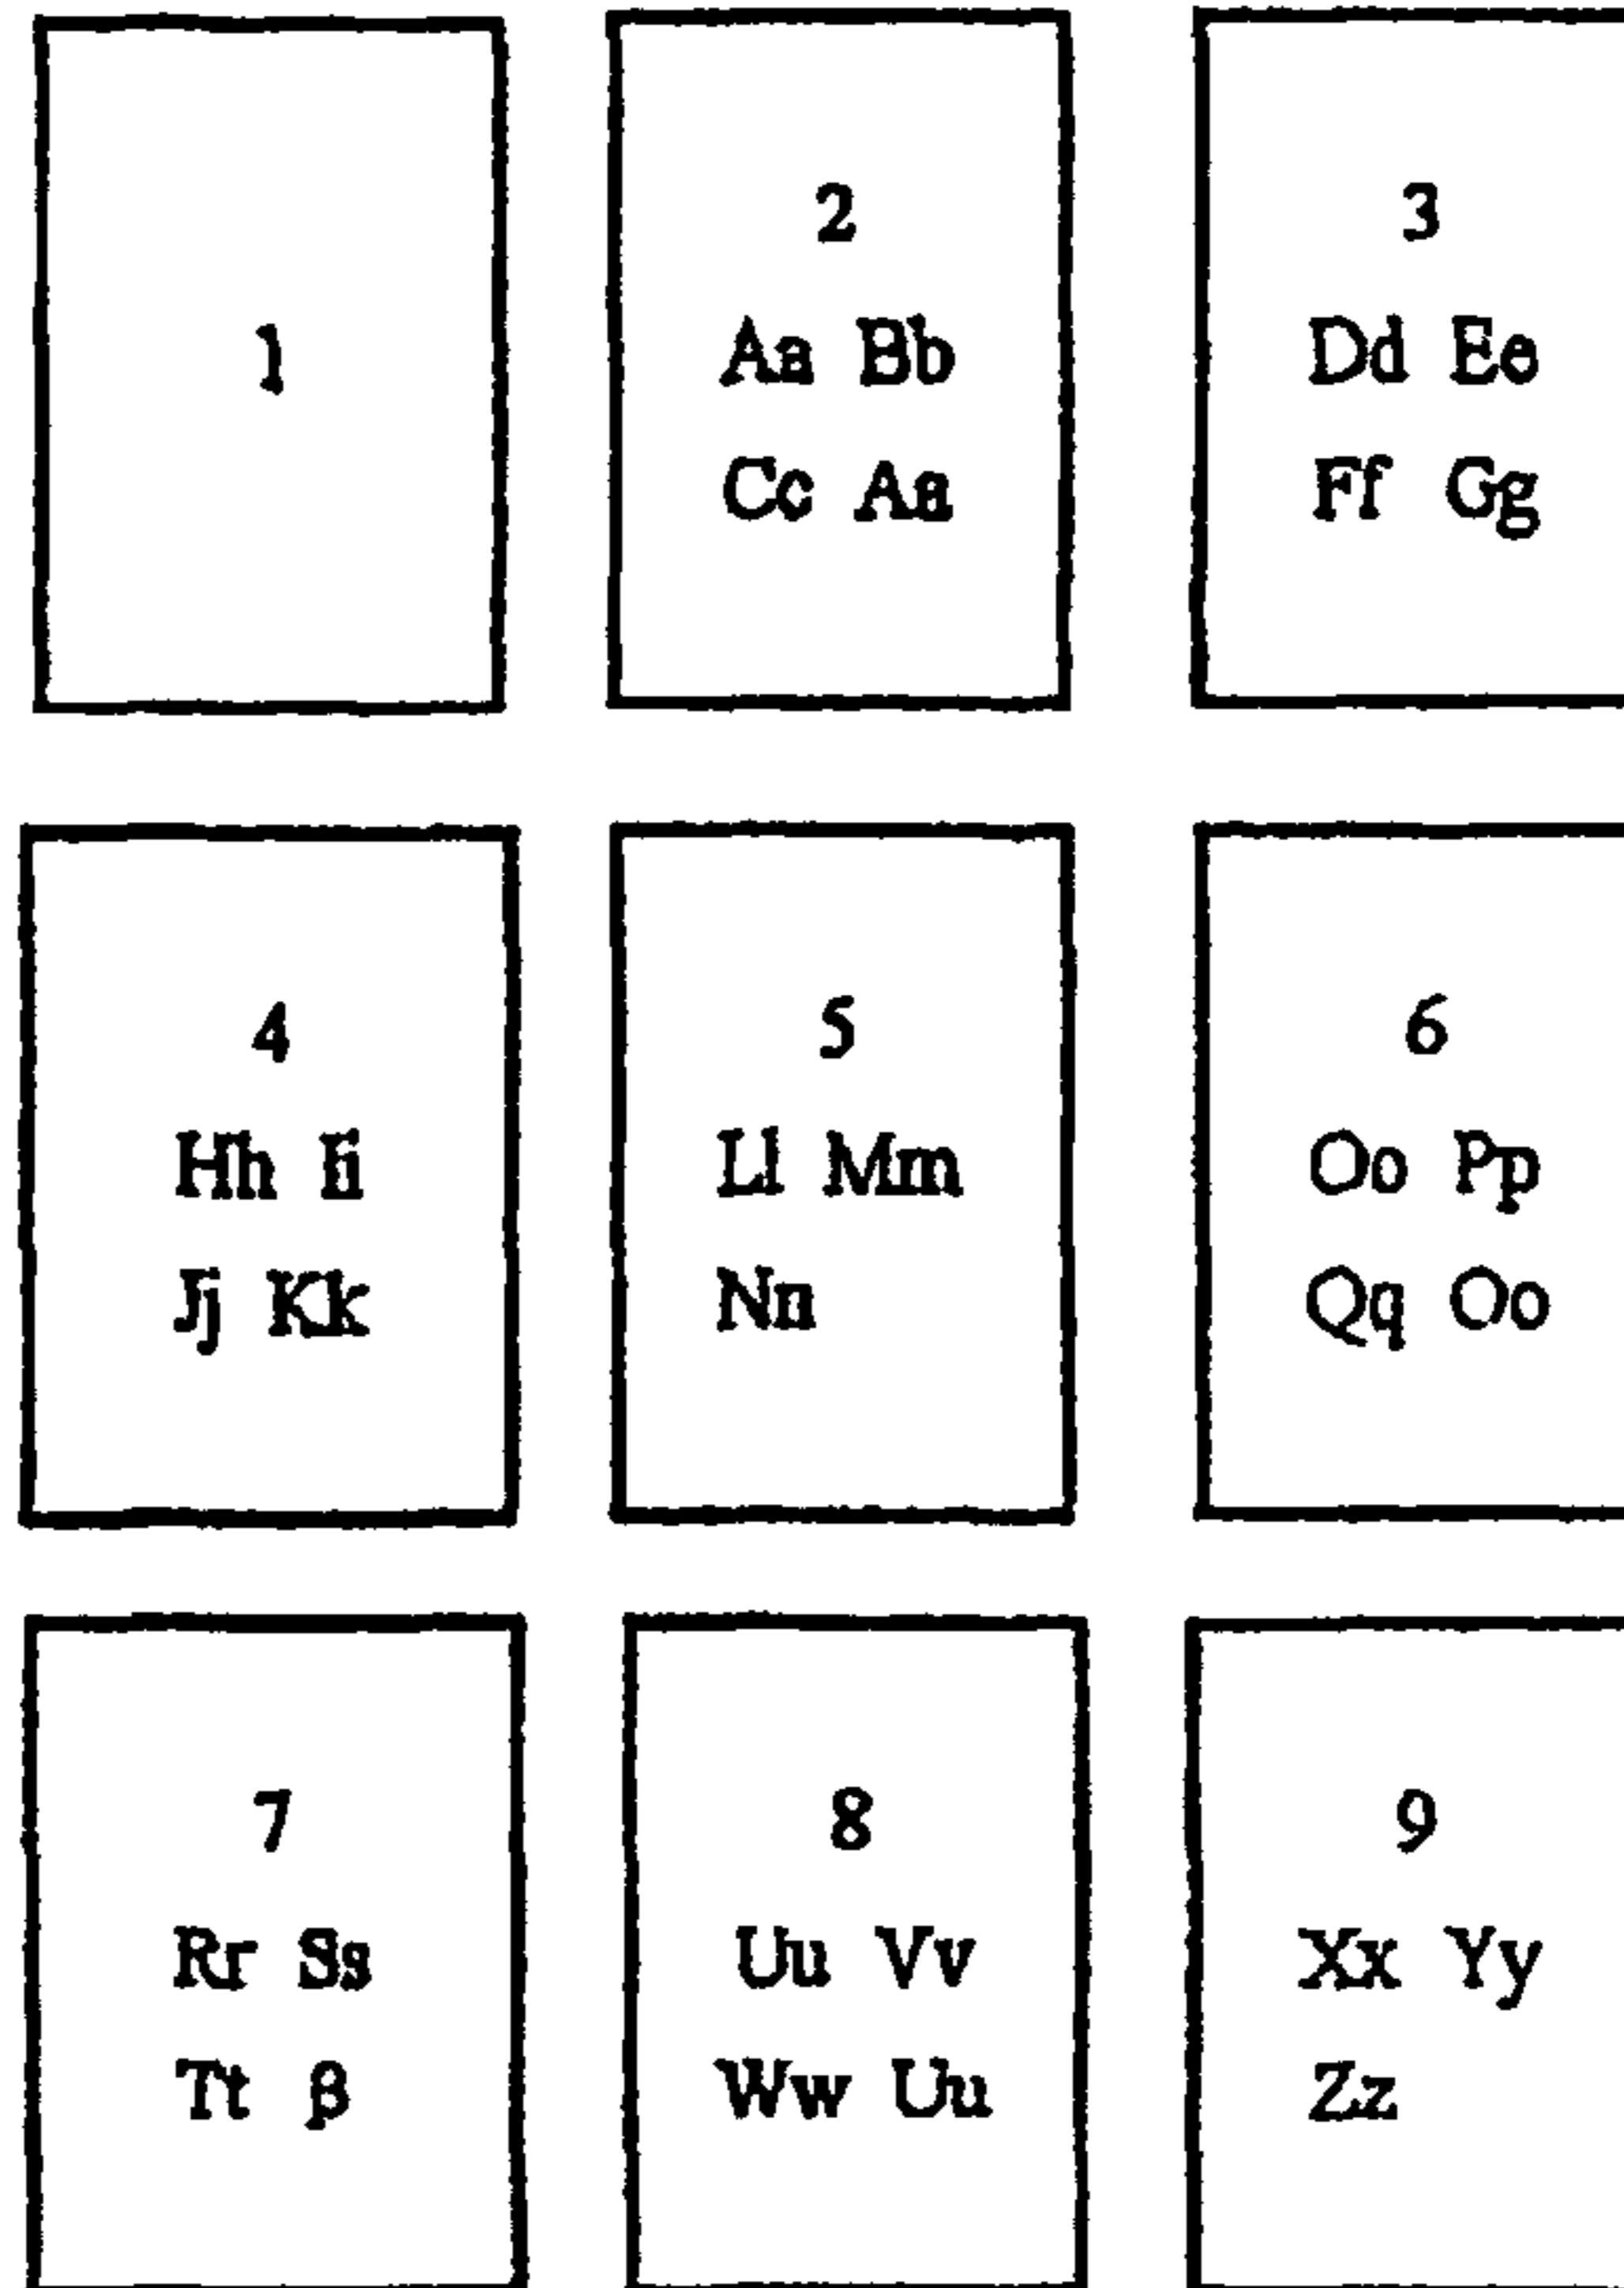 1
2
Aa Bb
Cc Aa
3
Dd Ee
Ff Gg
4
Hh Ii
Jj Kk
5
Ll Mm
Nn
6
Oo Pp
Qq Oo
7
Rr Ss
Tt β
8
Uu Vv
Ww Uu
9
Xx Yy
Zz